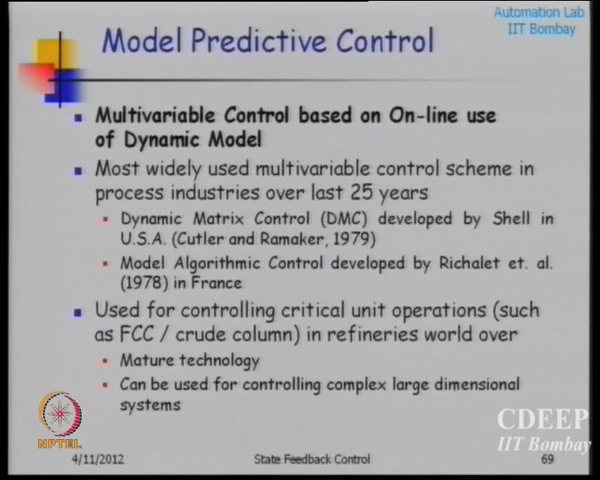 Automation Lab
IIT Bombay
Model Predictive Control
Multivariable Control based on On-line use
of Dynamic Model
Most widely used multivariable control scheme in
process industries over last 25 years
Dynamic Matrix Control (DMC) developed by Shell in
U.S.A. (Cutler and Ramaker, 1979)
Model Algorithmic Control developed by Richalet et. al.
(1978) in France
Used for controlling critical unit operations (such
as FCC / crude column) in refineries world over
Mature technology
Can be used for controlling complex large dimensional
systems
NPTEL
CDEEP
IIT Bombay
4/11/2012
State Feedback Control
69